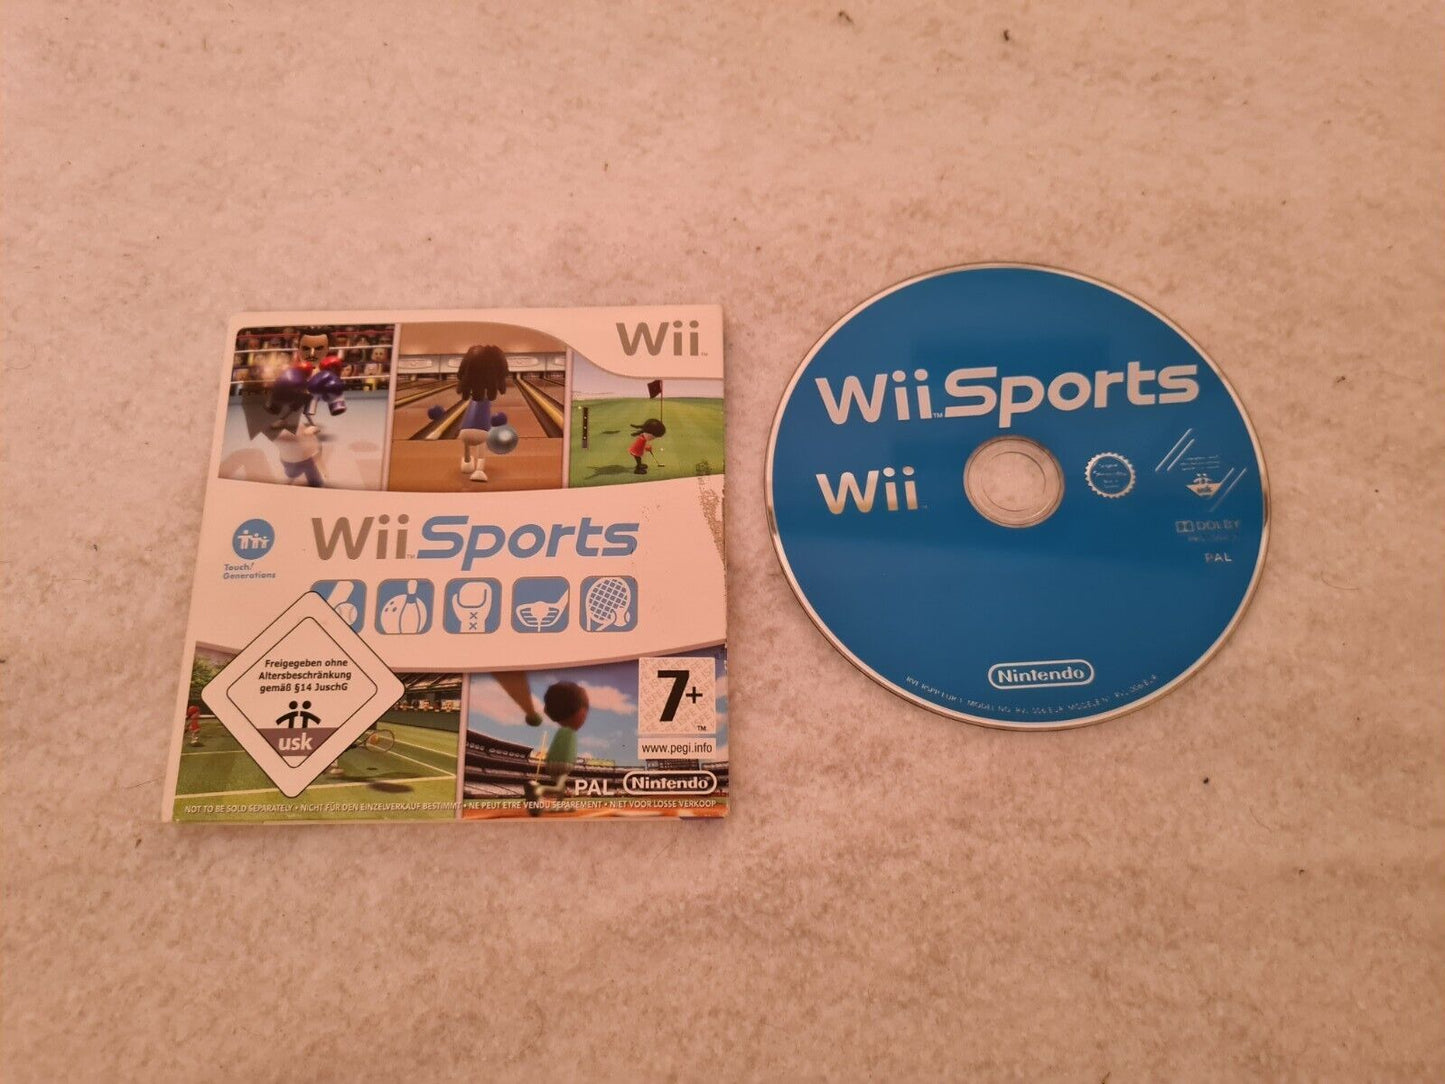 Wii
Wii Sports
Touch!
Generations
Freigegeben ohne
Altersbeschränkung
gemäß §14 JuschG
usk
7+
™
www.pegi.info
PAL Nintendo
NOT TO BE SOLD SEPARATELY • NICHT FÜR DEN EINZELVERKAUF BESTIMMT • NE PEUT ETRE VENDU SEPAREMENT • NIET VOOR LOSSE VERKOOP
Wii Sports
Wii
DOLBY
PAL
Nintendo